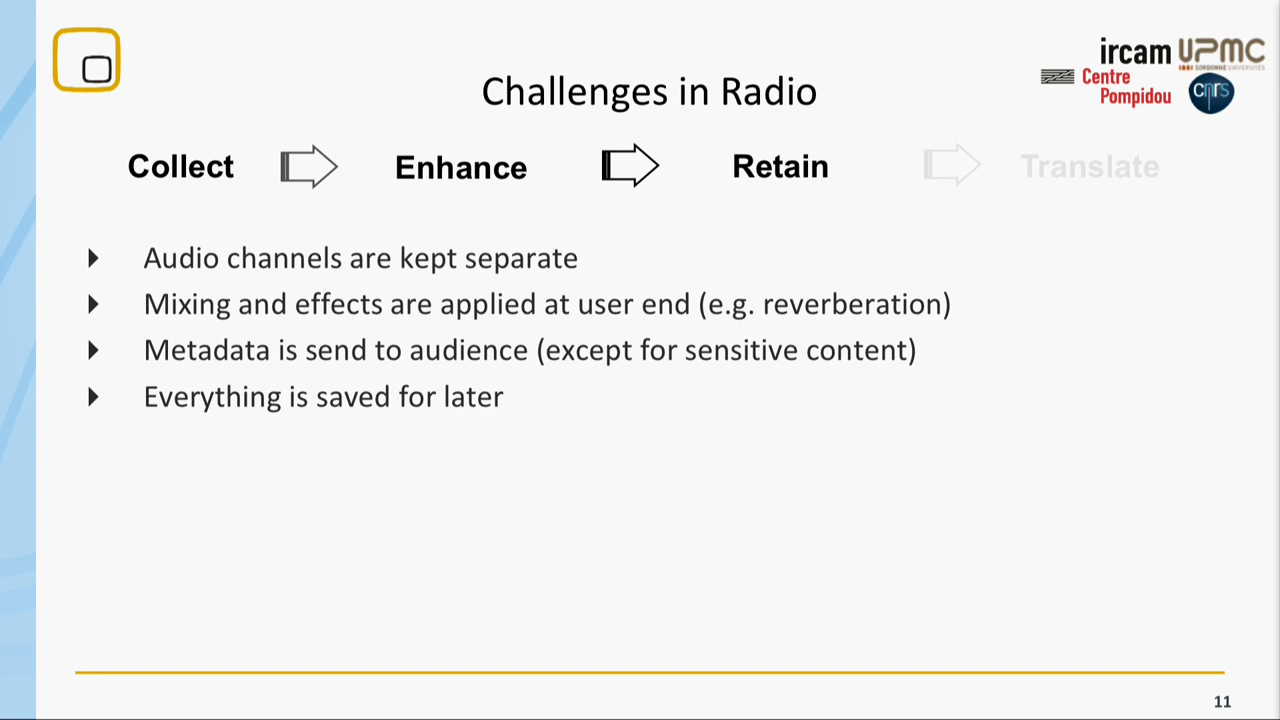 ircam UPMC
SORBONNE UNIVERSITÉS
Centre
Pompidou
cnrs
Challenges in Radio
Collect Enhance Retain Translate
Audio channels are kept separate
Mixing and effects are applied at user end (e.g. reverberation)
Metadata is send to audience (except for sensitive content)
Everything is saved for later
11